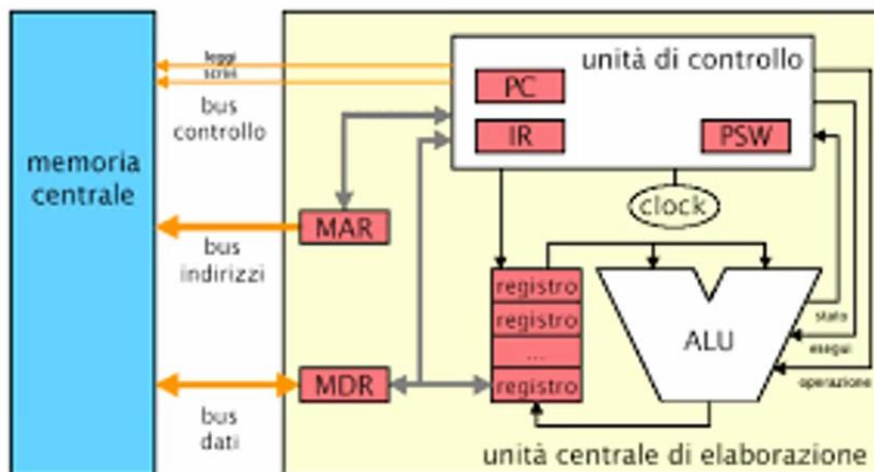 leggi
scrivi
bus
controllo
memoria
centrale
bus
indirizzi
bus
dati
MAR
MDR
unità di controllo
PC
IR
PSW
clock
registro
registro
...
registro
ALU
stato
esegui
operazione
unità centrale di elaborazione